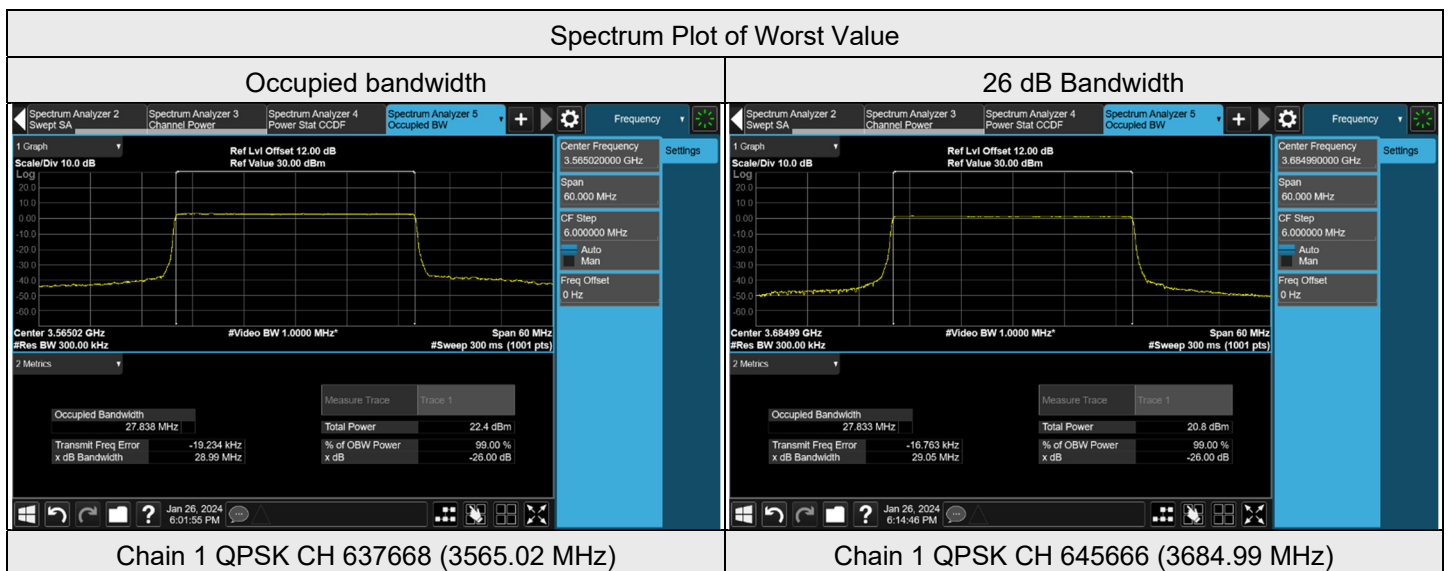 Spectrum Plot of Worst Value
Occupied bandwidth
26 dB Bandwidth
Spectrum Analyzer 2
Swept SA
Spectrum Analyzer 3
Channel Power
Spectrum Analyzer 4
Power Stat CCDF
Spectrum Analyzer 5
Occupied BW
+
Frequency
1 Graph
Scale/Div 10.0 dB
Ref Lvl Offset 12.00 dB
Ref Value 30.00 dBm
Log
20.0
10.0
0.00
-10.0
-20.0
-30.0
-40.0
-50.0
-60.0
Center 3.56502 GHz
#Res BW 300.00 kHz
#Video BW 1.0000 MHz*
Span 60 MHz
#Sweep 300 ms (1001 pts)
Center Frequency
3.565020000 GHz
Settings
Span
60.000 MHz
CF Step
6.000000 MHz
Auto
Man
Freq Offset
0 Hz
2 Metrics
Measure Trace Trace 1
Occupied Bandwidth
27.838 MHz
Total Power 22.4 dBm
Transmit Freq Error -19.234 kHz
% of OBW Power 99.00 %
x dB Bandwidth 28.99 MHz
x dB -26.00 dB
?
Jan 26, 2024
6:01:55 PM
Spectrum Analyzer 2
Swept SA
Spectrum Analyzer 3
Channel Power
Spectrum Analyzer 4
Power Stat CCDF
Spectrum Analyzer 5
Occupied BW
+
Frequency
1 Graph
Scale/Div 10.0 dB
Ref Lvl Offset 12.00 dB
Ref Value 30.00 dBm
Log
20.0
10.0
0.00
-10.0
-20.0
-30.0
-40.0
-50.0
-60.0
Center 3.68499 GHz
#Res BW 300.00 kHz
#Video BW 1.0000 MHz*
Span 60 MHz
#Sweep 300 ms (1001 pts)
Center Frequency
3.684990000 GHz
Settings
Span
60.000 MHz
CF Step
6.000000 MHz
Auto
Man
Freq Offset
0 Hz
2 Metrics
Measure Trace Trace 1
Occupied Bandwidth
27.833 MHz
Total Power 20.8 dBm
Transmit Freq Error -16.763 kHz
% of OBW Power 99.00 %
x dB Bandwidth 29.05 MHz
x dB -26.00 dB
?
Jan 26, 2024
6:14:46 PM
Chain 1 QPSK CH 637668 (3565.02 MHz)
Chain 1 QPSK CH 645666 (3684.99 MHz)